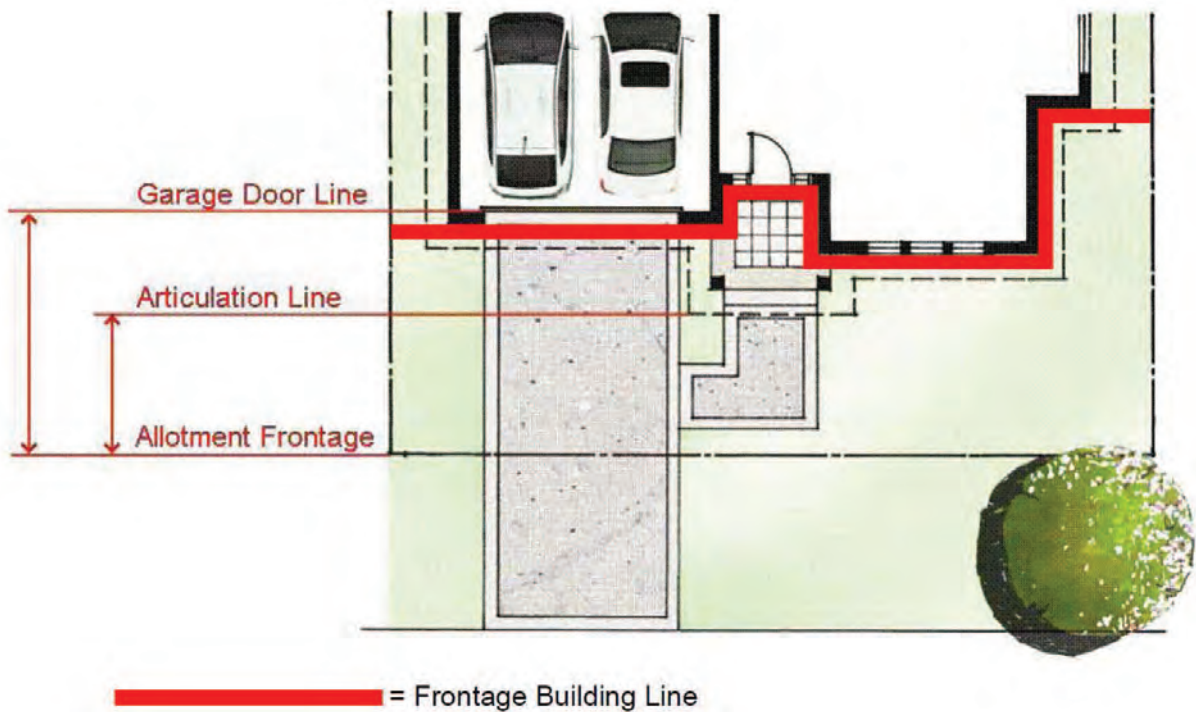 Garage Door Line
Articulation Line
Allotment Frontage
= Frontage Building Line